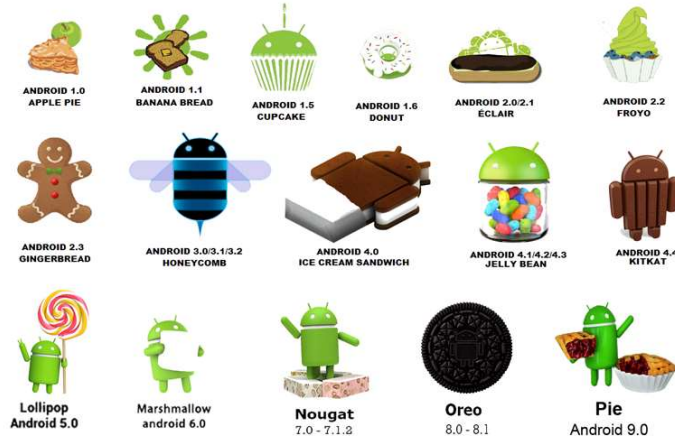 ANDROID 1.0
APPLE PIE
ANDROID 1.1
BANANA BREAD
ANDROID 1.5
CUPCAKE
ANDROID 1.6
DONUT
ANDROID 2.0/2.1
ÉCLAIR
ANDROID 2.2
FROYO
ANDROID 2.3
GINGERBREAD
ANDROID 3.0/3.1/3.2
HONEYCOMB
ANDROID 4.0
ICE CREAM SANDWICH
ANDROID 4.1/4.2/4.3
JELLY BEAN
ANDROID 4.4
KITKAT
Lollipop
Android 5.0
Marshmallow
android 6.0
Nougat
7.0 - 7.1.2
Oreo
8.0 - 8.1
Pie
Android 9.0